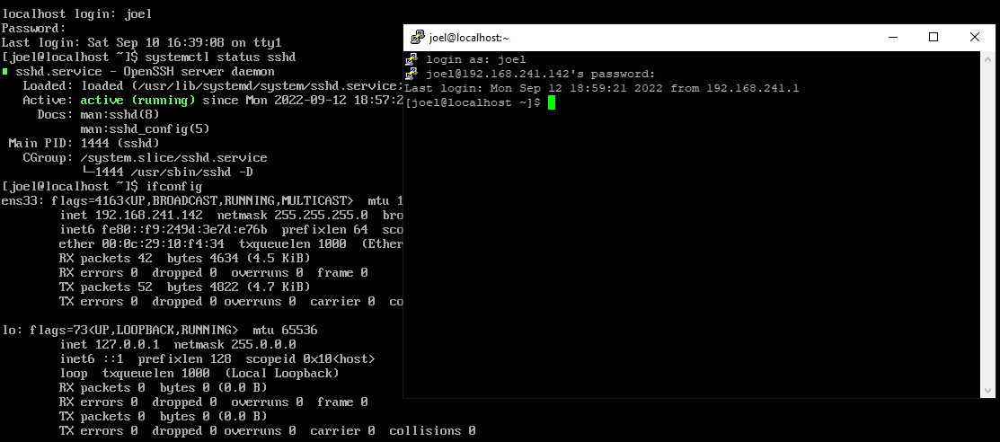 localhost login: joel
Password:
Last login: Sat Sep 10 16:39:08 on tty1
[joel@localhost ~]$ systemctl status sshd
sshd.service - OpenSSH server daemon
Loaded: loaded (/usr/lib/systemd/system/sshd.service;
Active: active (running) since Mon 2022-09-12 18:57:2
Docs: man:sshd(8)
man:sshd_config(5)
Main PID: 1444 (sshd)
CGroup: /system.slice/sshd.service
└─1444 /usr/sbin/sshd -D
[joel@localhost ~]$ ifconfig
ens33: flags=4163<UP,BROADCAST,RUNNING,MULTICAST>  mtu 1
inet 192.168.241.142  netmask 255.255.255.0  bro
inet6 fe80::f9:249d:3e7d:e76b  prefixlen 64  sco
ether 00:0c:29:10:f4:34  txqueuelen 1000  (Ether
RX packets 42  bytes 4634 (4.5 KiB)
RX errors 0  dropped 0  overruns 0  frame 0
TX packets 52  bytes 4822 (4.7 KiB)
TX errors 0  dropped 0 overruns 0  carrier 0  co
lo: flags=73<UP,LOOPBACK,RUNNING>  mtu 65536
inet 127.0.0.1  netmask 255.0.0.0
inet6 ::1  prefixlen 128  scopeid 0x10<host>
loop  txqueuelen 1000  (Local Loopback)
RX packets 0  bytes 0 (0.0 B)
RX errors 0  dropped 0  overruns 0  frame 0
TX packets 0  bytes 0 (0.0 B)
TX errors 0  dropped 0 overruns 0  carrier 0  collisions 0
joel@localhost:~
login as: joel
joel@192.168.241.142's password:
Last login: Mon Sep 12 18:59:21 2022 from 192.168.241.1
[joel@localhost ~]$